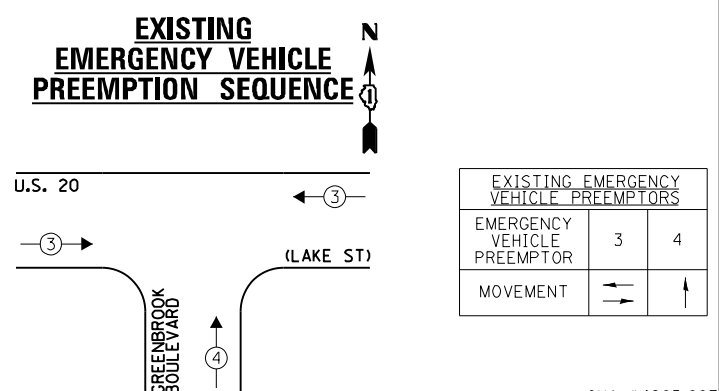 EXISTING
EMERGENCY VEHICLE
PREEMPTION SEQUENCE
N
U.S. 20
3
3
(LAKE ST)
GREENBROOK
BOULEVARD
4
EXISTING EMERGENCY
VEHICLE PREEMPTORS
EMERGENCY
VEHICLE
PREEMPTOR
3
4
MOVEMENT